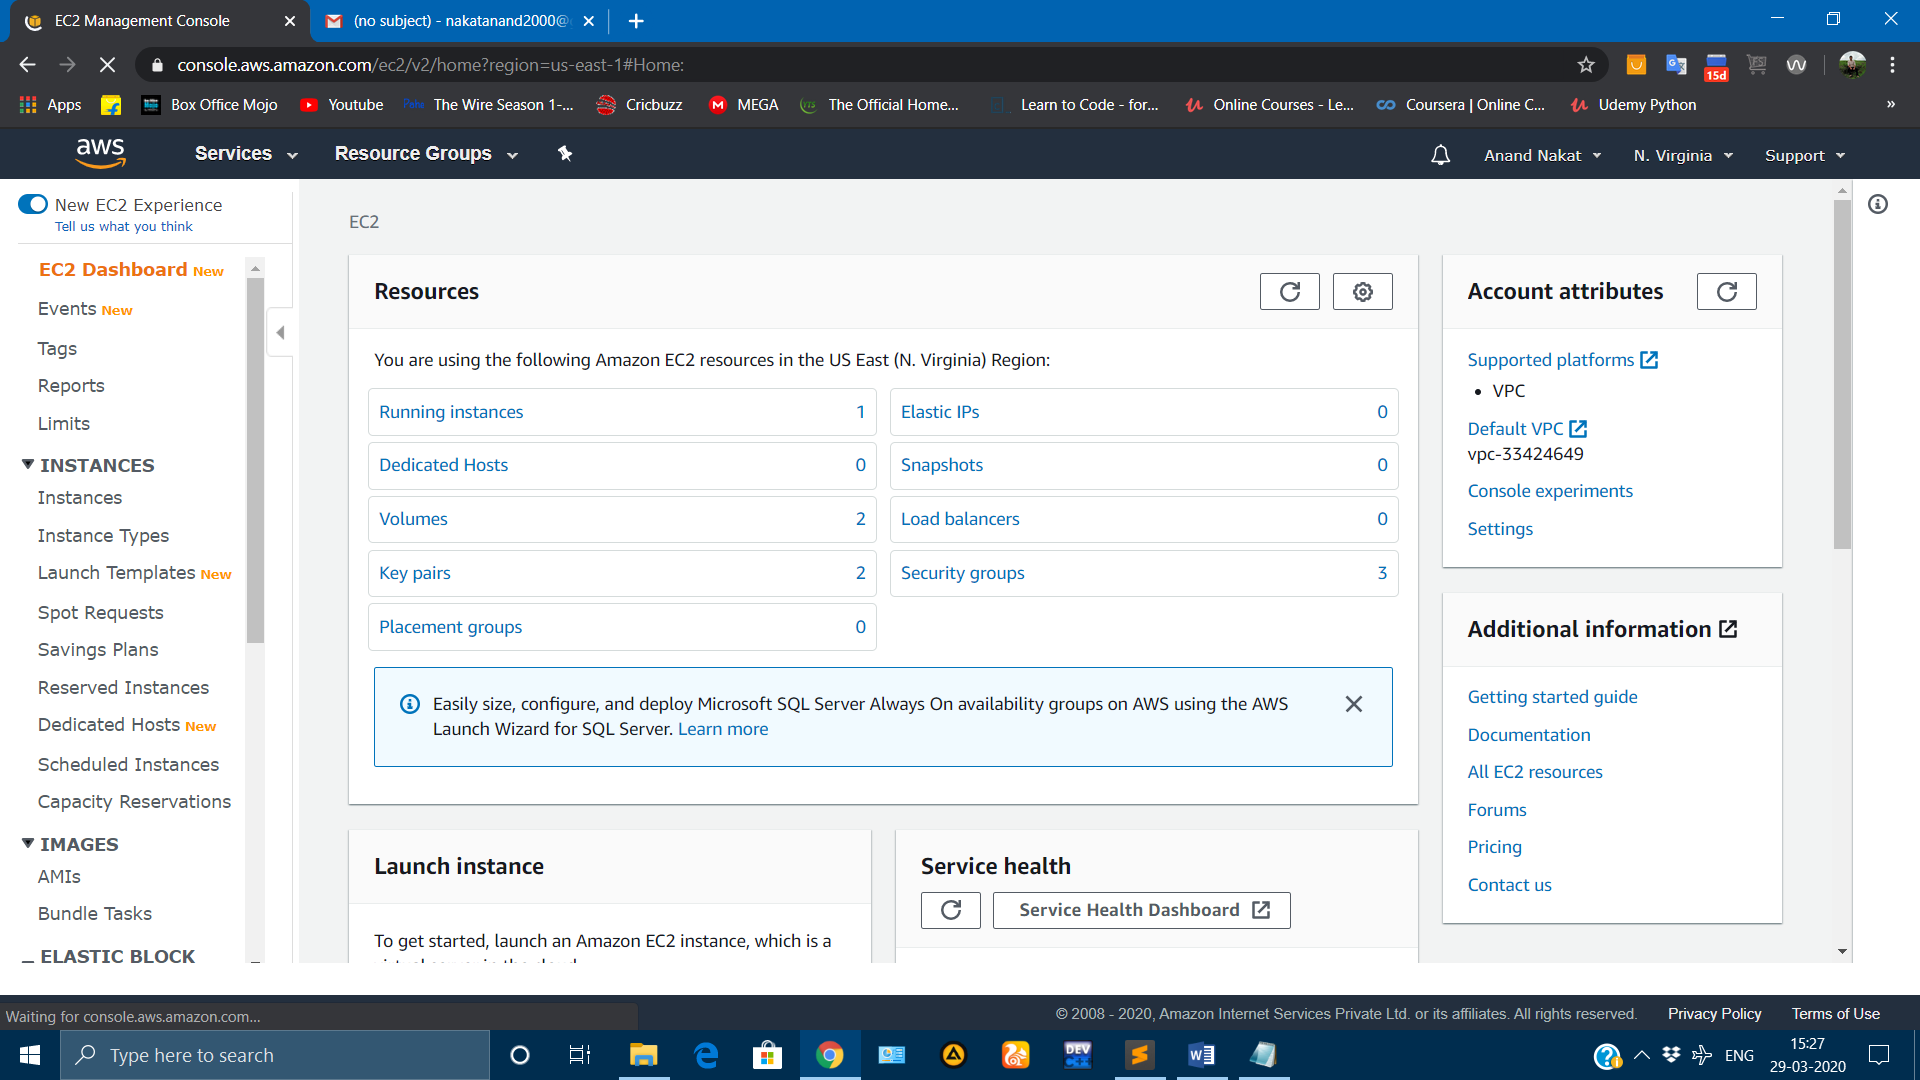 EC2 Management Console
(no subject) - nakatanand2000@
console.aws.amazon.com/ec2/v2/home?region=us-east-1#Home:
15d
Apps
Box Office Mojo
Youtube
The Wire Season 1-...
Cricbuzz
MEGA
The Official Home...
Learn to Code - for...
Online Courses - Le...
Coursera | Online C...
Udemy Python
»
aws
Services
Resource Groups
Anand Nakat
N. Virginia
Support
New EC2 Experience
Tell us what you think
EC2 Dashboard New
Events New
Tags
Reports
Limits
INSTANCES
Instances
Instance Types
Launch Templates New
Spot Requests
Savings Plans
Reserved Instances
Dedicated Hosts New
Scheduled Instances
Capacity Reservations
IMAGES
AMIs
Bundle Tasks
ELASTIC BLOCK
EC2
Resources
You are using the following Amazon EC2 resources in the US East (N. Virginia) Region:
Running instances 1
Elastic IPs 0
Dedicated Hosts 0
Snapshots 0
Volumes 2
Load balancers 0
Key pairs 2
Security groups 3
Placement groups 0
Easily size, configure, and deploy Microsoft SQL Server Always On availability groups on AWS using the AWS
Launch Wizard for SQL Server. Learn more
Launch instance
To get started, launch an Amazon EC2 instance, which is a
Service health
Service Health Dashboard
Account attributes
Supported platforms
• VPC
Default VPC
vpc-33424649
Console experiments
Settings
Additional information
Getting started guide
Documentation
All EC2 resources
Forums
Pricing
Contact us
Waiting for console.aws.amazon.com...
© 2008 - 2020, Amazon Internet Services Private Ltd. or its affiliates. All rights reserved.
Privacy Policy
Terms of Use
Type here to search
DEV
C++
ENG
15:27
29-03-2020